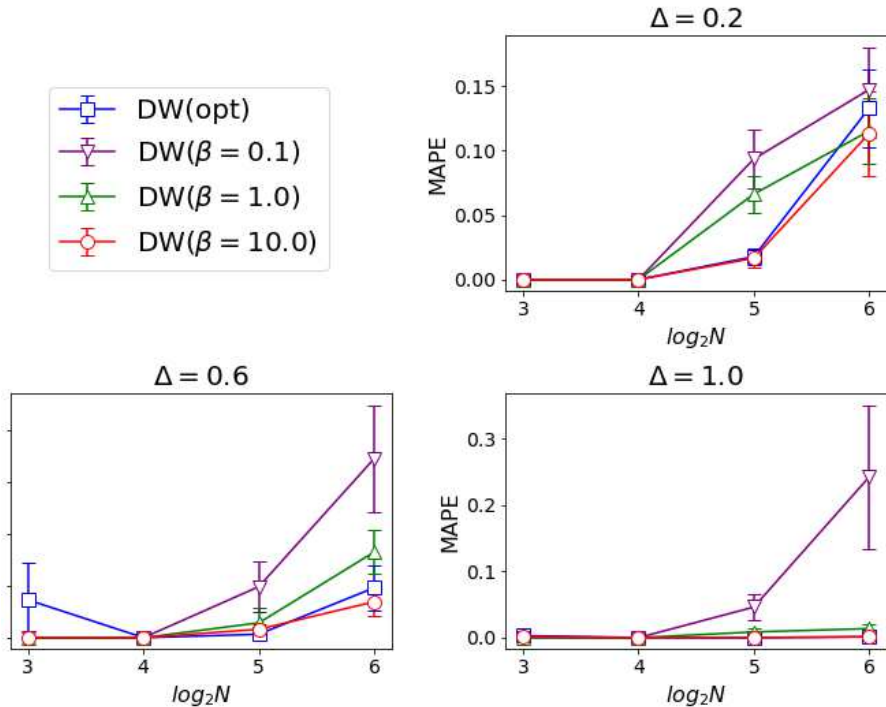 Δ = 0.2
DW(opt)
DW(β = 0.1)
DW(β = 1.0)
DW(β = 10.0)
MAPE
0.15
0.10
0.05
0.00
3 4 5 6
log₂N
Δ = 0.6
3 4 5 6
log₂N
Δ = 1.0
MAPE
0.3
0.2
0.1
0.0
3 4 5 6
log₂N